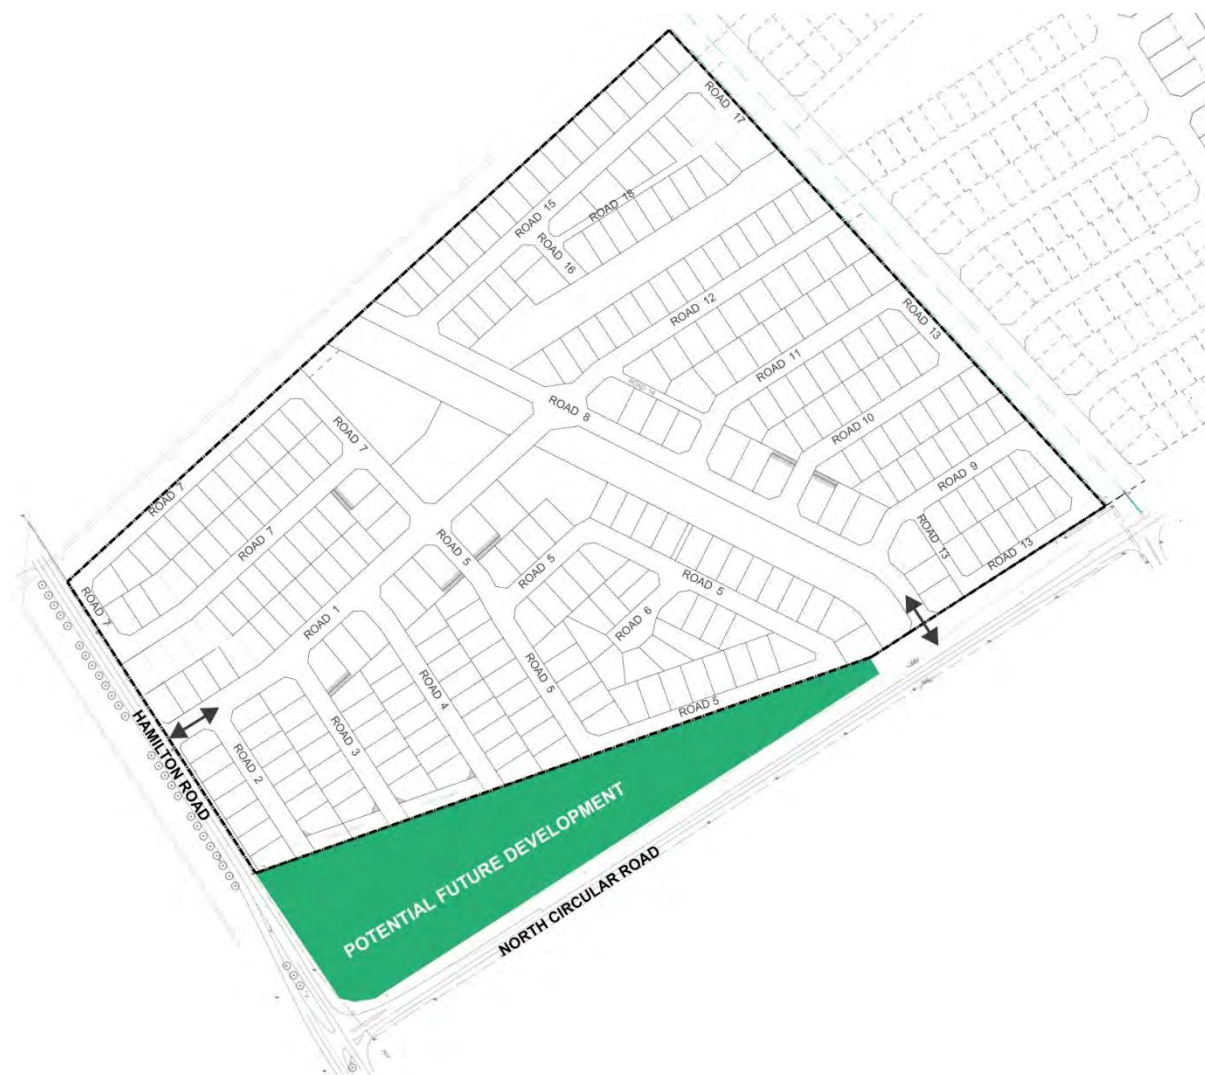 ROAD 17
ROAD 18
ROAD 15
ROAD 16
ROAD 12
ROAD 13
ROAD 11
ROAD 14
ROAD 8
ROAD 7
ROAD 10
ROAD 9
ROAD 7
ROAD 7
ROAD 5
ROAD 5
ROAD 13
ROAD 13
ROAD 5
ROAD 7
ROAD 1
ROAD 6
ROAD 5
ROAD 4
ROAD 5
ROAD 3
ROAD 2
HAMILTON ROAD
POTENTIAL FUTURE DEVELOPMENT
NORTH CIRCULAR ROAD